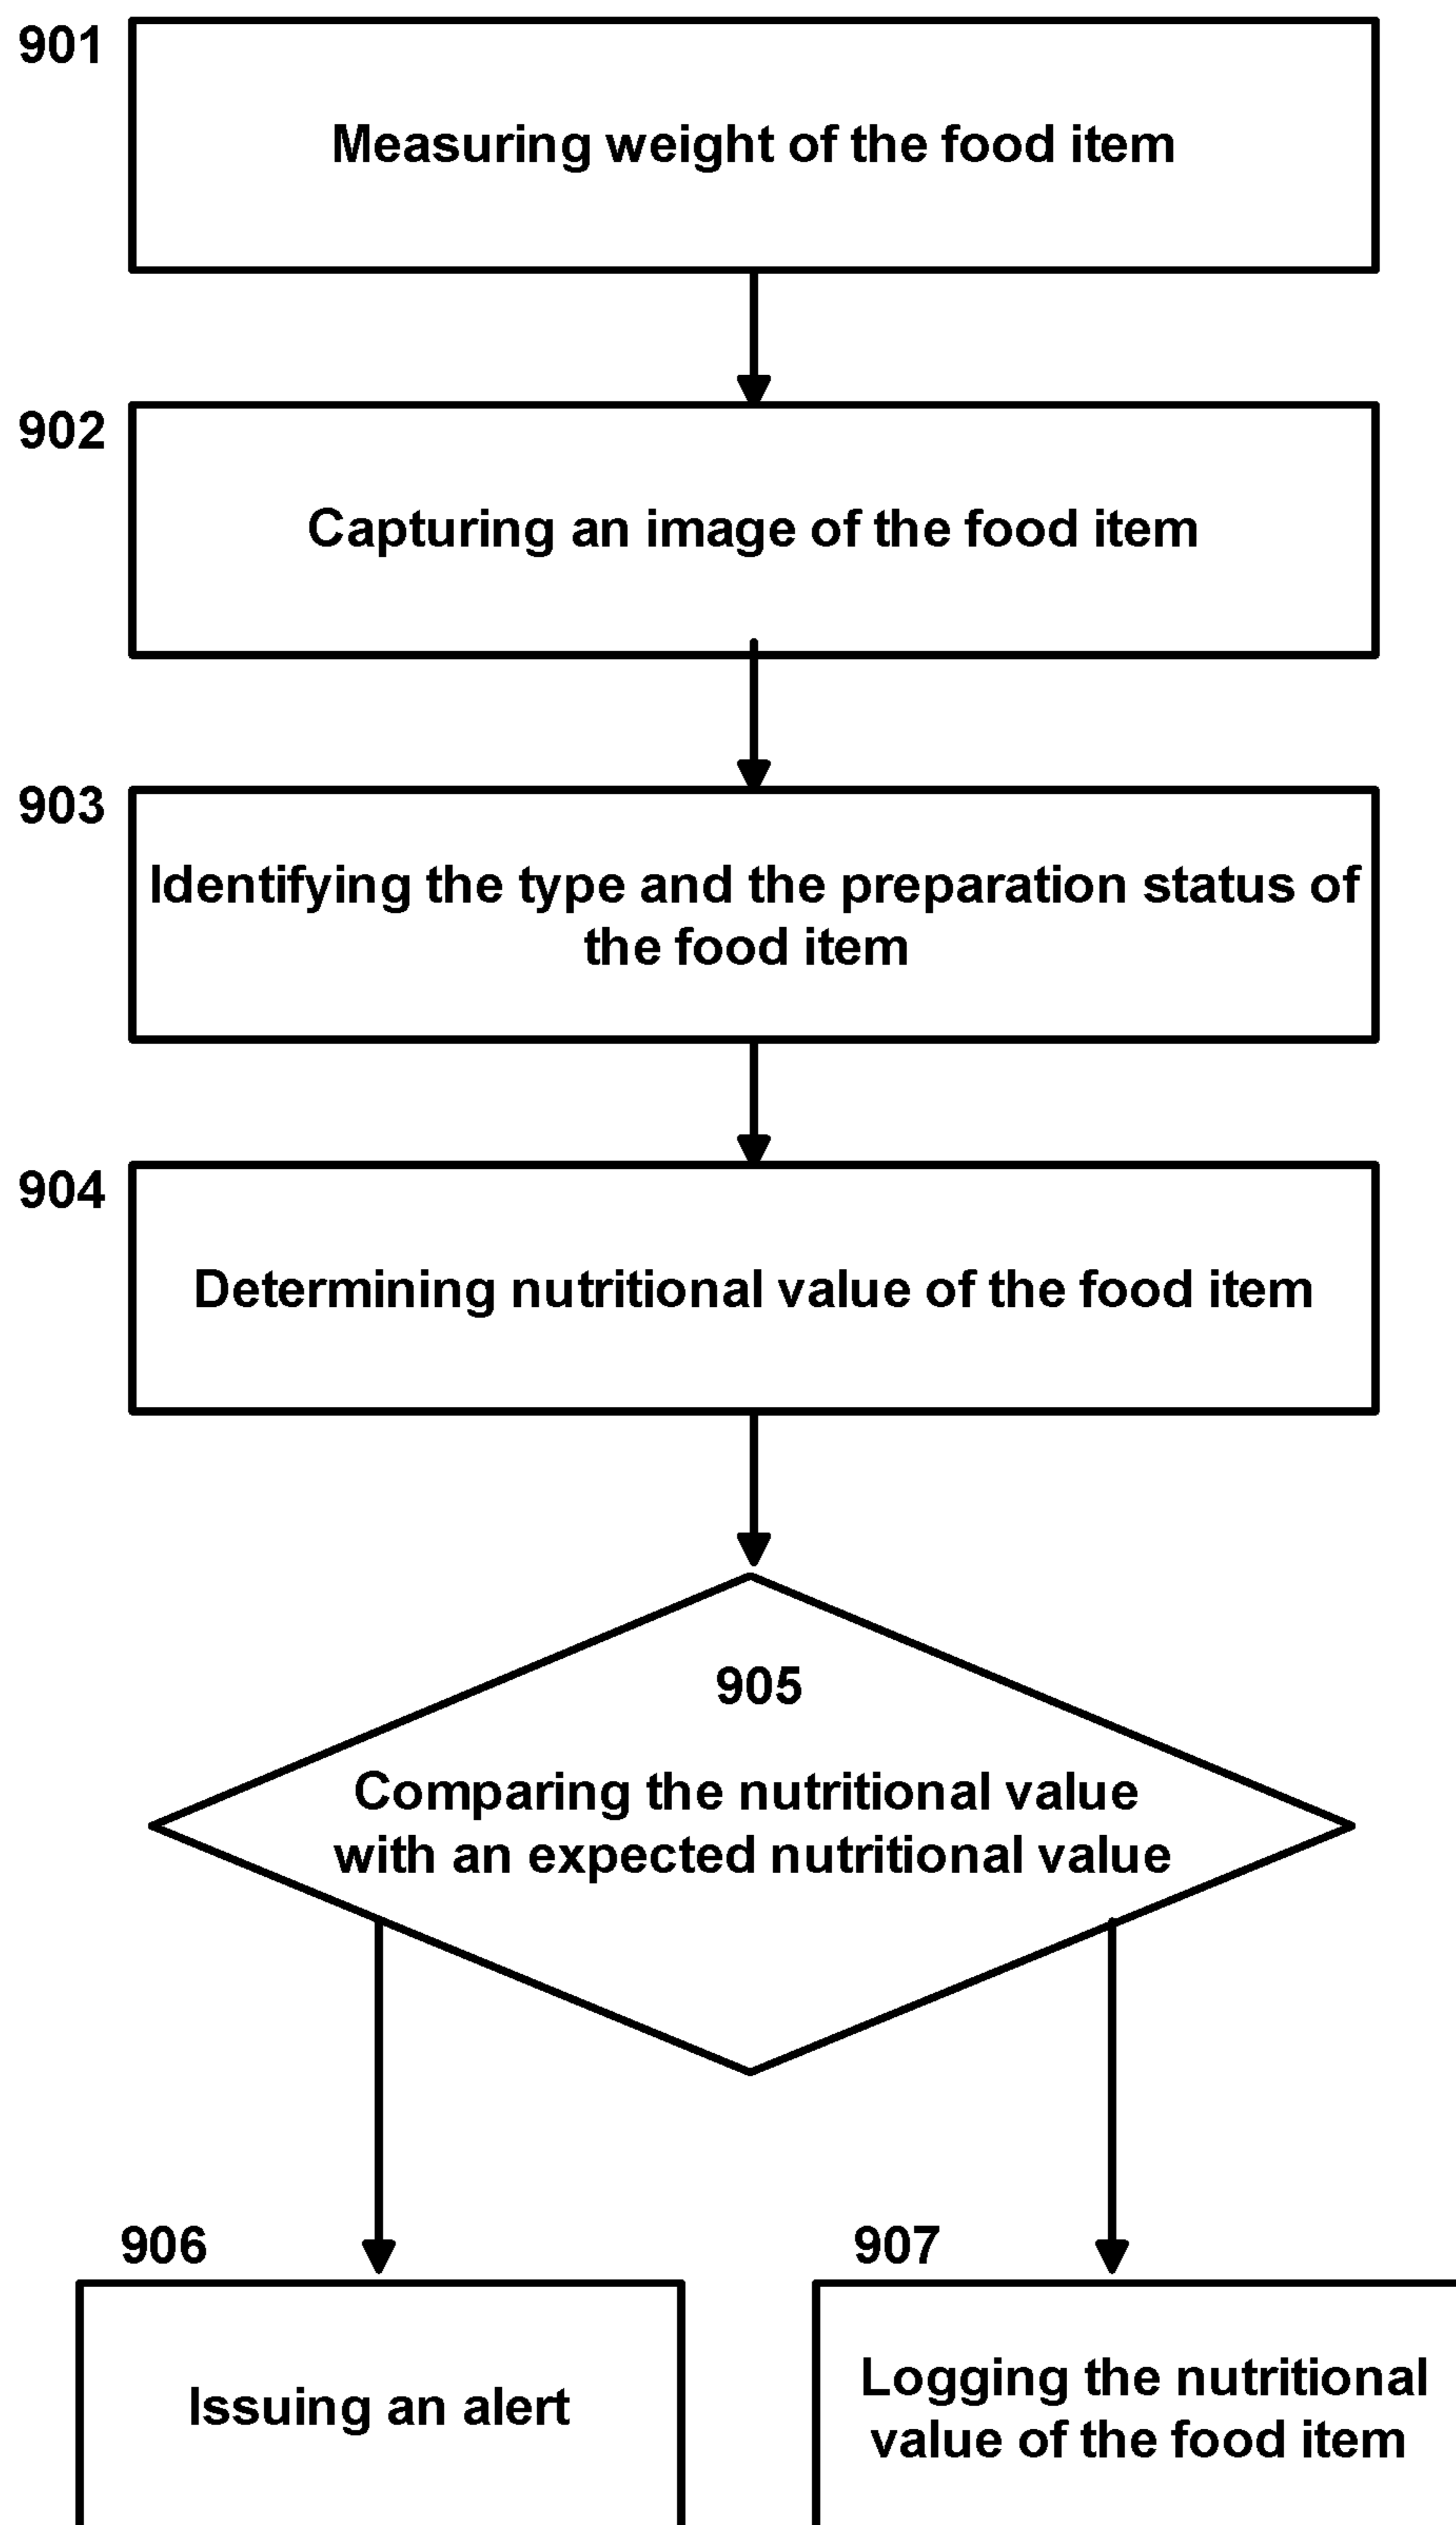 901
Measuring weight of the food item
902
Capturing an image of the food item
903
Identifying the type and the preparation status of
the food item
904
Determining nutritional value of the food item
905
Comparing the nutritional value
with an expected nutritional value
906
Issuing an alert
907
Logging the nutritional
value of the food item